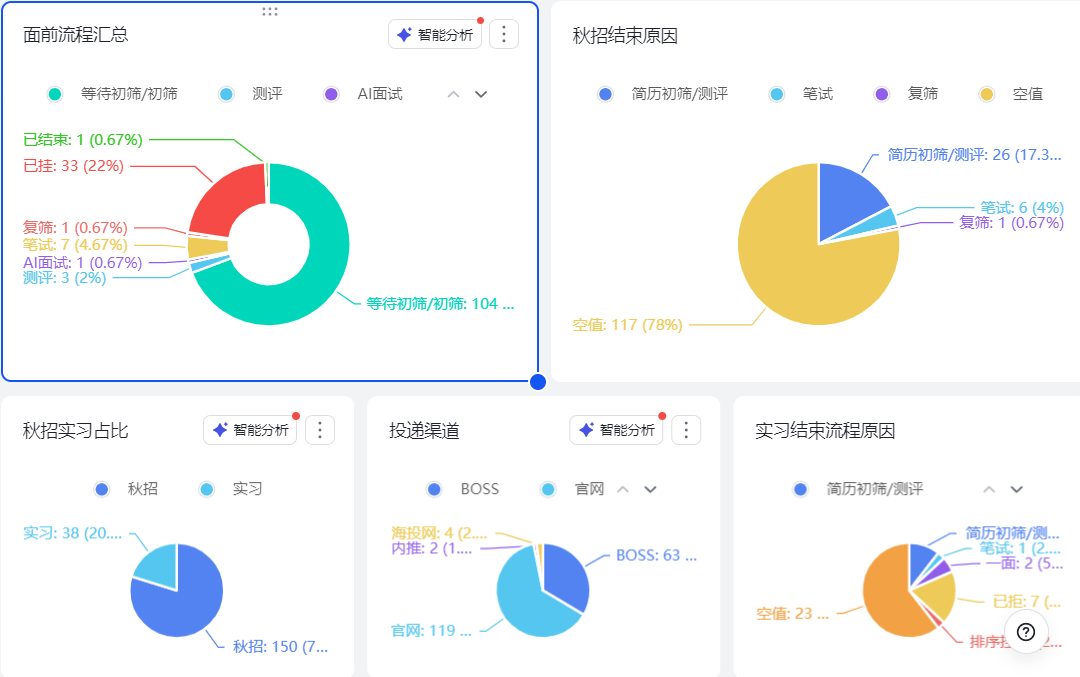 面前流程汇总
智能分析
等待初筛/初筛
测评
AI面试
已结束: 1 (0.67%)
已挂: 33 (22%)
复筛: 1 (0.67%)
笔试: 7 (4.67%)
AI面试: 1 (0.67%)
测评: 3 (2%)
等待初筛/初筛: 104 ...
秋招结束原因
简历初筛/测评
笔试
复筛
空值
简历初筛/测评: 26 (17.3...
笔试: 6 (4%)
复筛: 1 (0.67%)
空值: 117 (78%)
秋招实习占比
智能分析
秋招
实习
实习: 38 (20....
秋招: 150 (7...
投递渠道
智能分析
BOSS
官网
海投网: 4 (2....
内推: 2 (1....
BOSS: 63 ...
官网: 119 ...
实习结束流程原因
简历初筛/测评
简历初筛/测...
笔试: 1 (2....
一面: 2 (5...
已拒: 7 (...
空值: 23 ...
排序